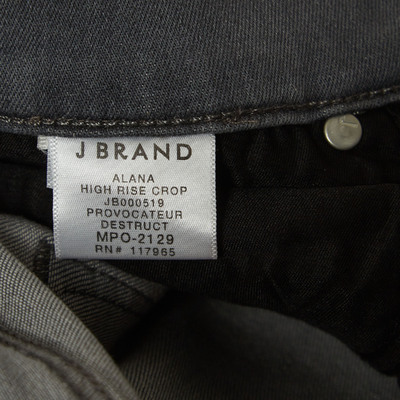 J BRAND
ALANA
HIGH RISE CROP
JB000519
PROVOCATEUR
DESTRUCT
MPO-2129
RN# 117965